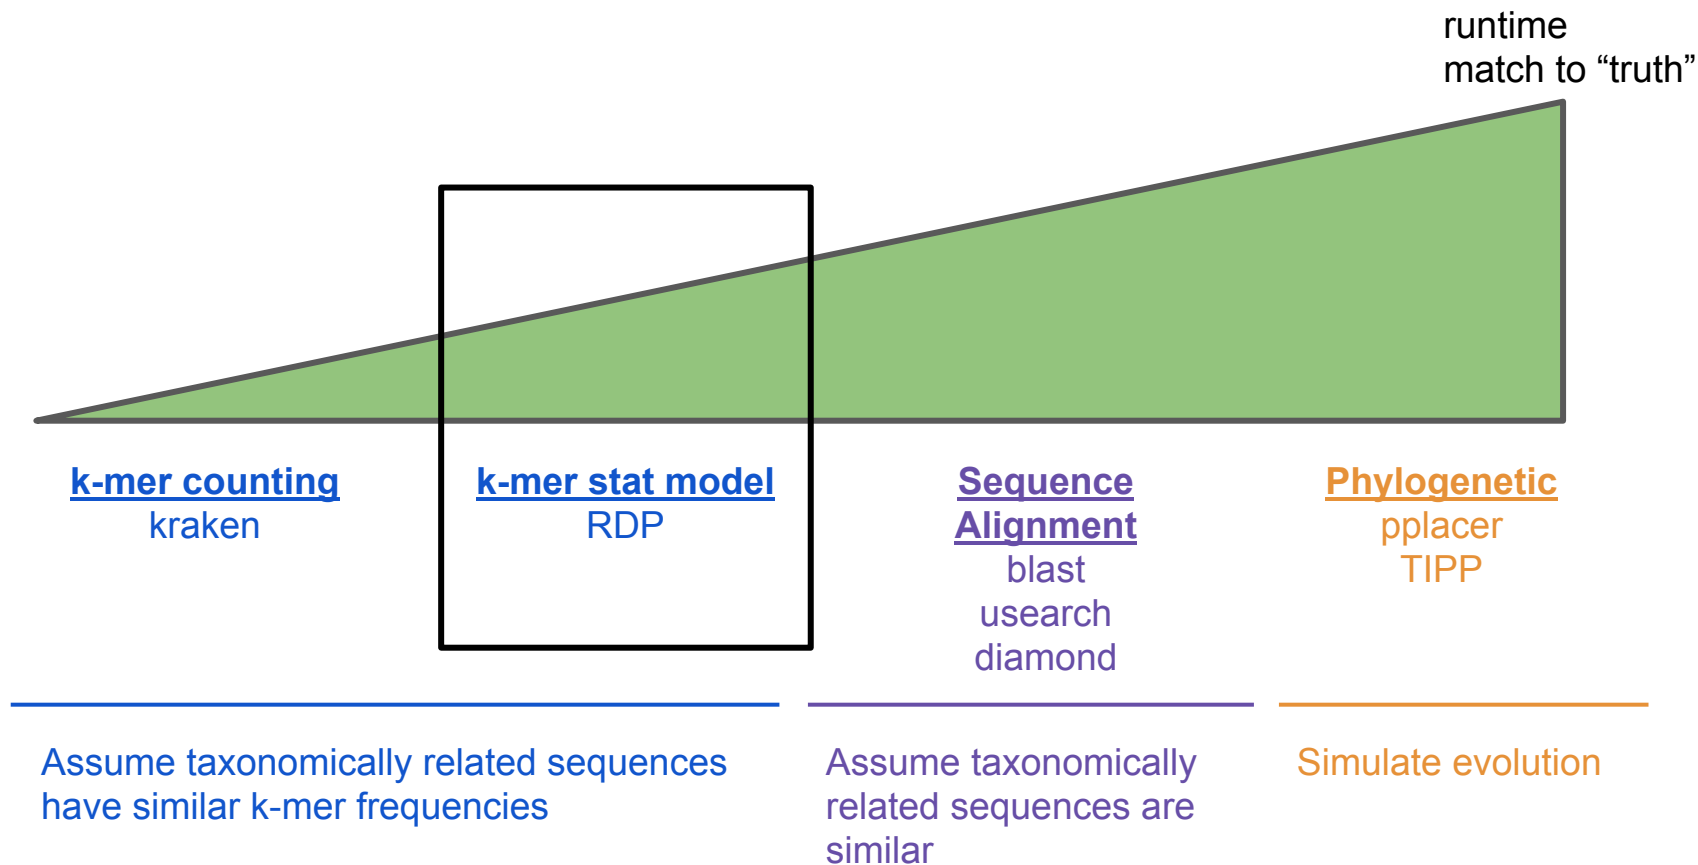 runtime
match to “truth”
k-mer counting
kraken
k-mer stat model
RDP
Sequence
Alignment
blast
usearch
diamond
Phylogenetic
pplacer
TIPP
Assume taxonomically related sequences
have similar k-mer frequencies
Assume taxonomically
related sequences are
similar
Simulate evolution